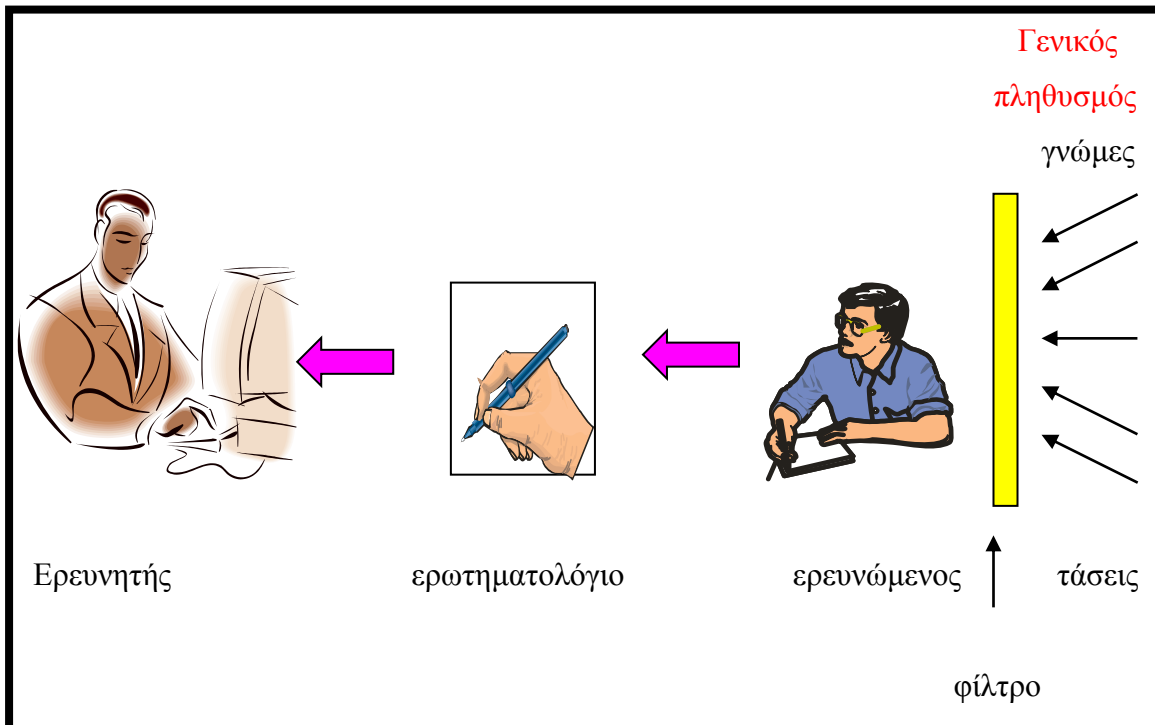 Γενικός
πληθυσμός
γνώμες
Ερευνητής ερωτηματολόγιο ερευνώμενος τάσεις
φίλτρο